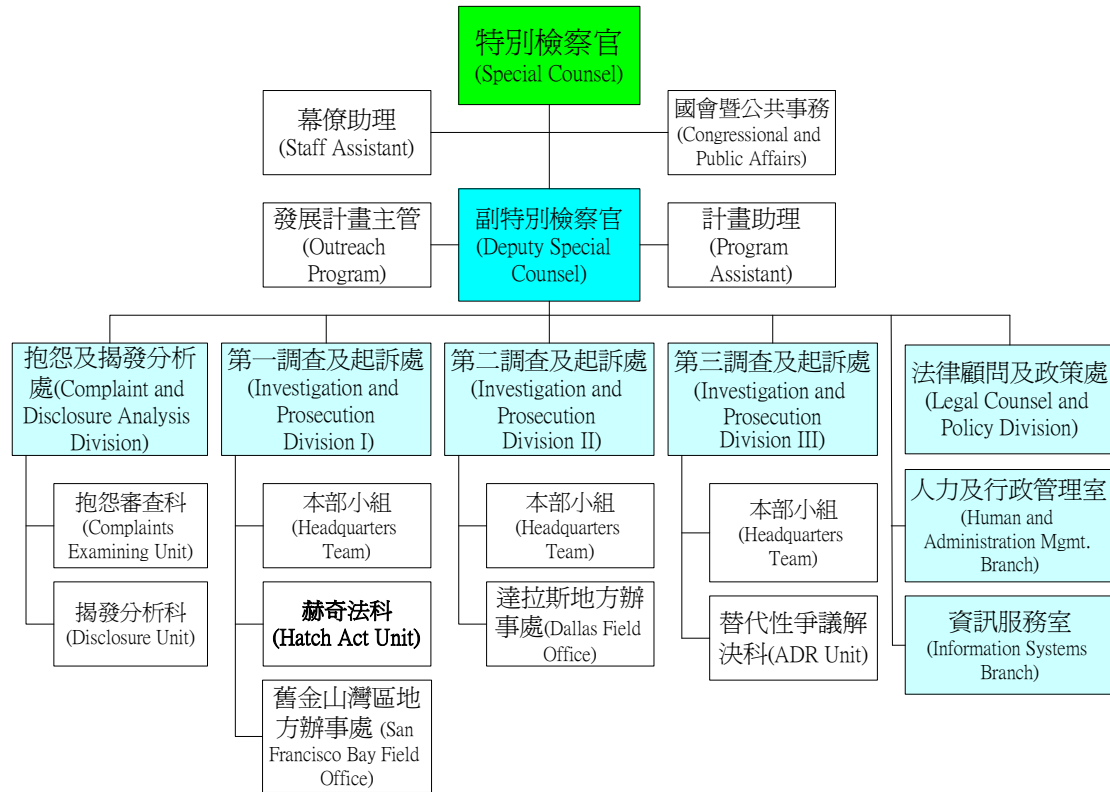 特別檢察官
(Special Counsel)
幕僚助理
(Staff Assistant)
國會暨公共事務
(Congressional and
Public Affairs)
發展計畫主管
(Outreach
Program)
副特別檢察官
(Deputy Special
Counsel)
計畫助理
(Program
Assistant)
抱怨及揭發分析
處(Complaint and
Disclosure Analysis
Division)
第一調查及起訴處
(Investigation and
Prosecution
Division I)
第二調查及起訴處
(Investigation and
Prosecution
Division II)
第三調查及起訴處
(Investigation and
Prosecution
Division III)
法律顧問及政策處
(Legal Counsel and
Policy Division)
抱怨審查科
(Complaints
Examining Unit)
本部小組
(Headquarters
Team)
本部小組
(Headquarters
Team)
本部小組
(Headquarters
Team)
人力及行政管理室
(Human and
Administration Mgmt.
Branch)
揭發分析科
(Disclosure Unit)
赫奇法科
(Hatch Act Unit)
達拉斯地方辦
事處(Dallas Field
Office)
替代性爭議解
決科(ADR Unit)
資訊服務室
(Information Systems
Branch)
舊金山灣區地
方辦事處 (San
Francisco Bay Field
Office)